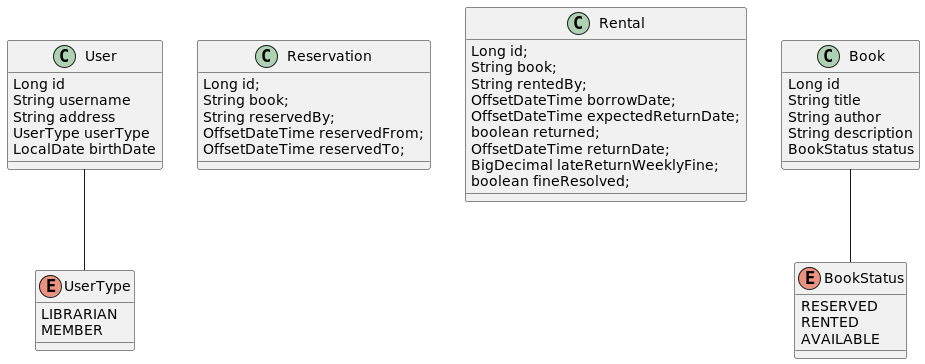 C User
Long id
String username
String address
UserType userType
LocalDate birthDate
C Reservation
Long id;
String book;
String reservedBy;
OffsetDateTime reservedFrom;
OffsetDateTime reservedTo;
C Rental
Long id;
String book;
String rentedBy;
OffsetDateTime borrowDate;
OffsetDateTime expectedReturnDate;
boolean returned;
OffsetDateTime returnDate;
BigDecimal lateReturnWeeklyFine;
boolean fineResolved;
C Book
Long id
String title
String author
String description
BookStatus status
E UserType
LIBRARIAN
MEMBER
E BookStatus
RESERVED
RENTED
AVAILABLE